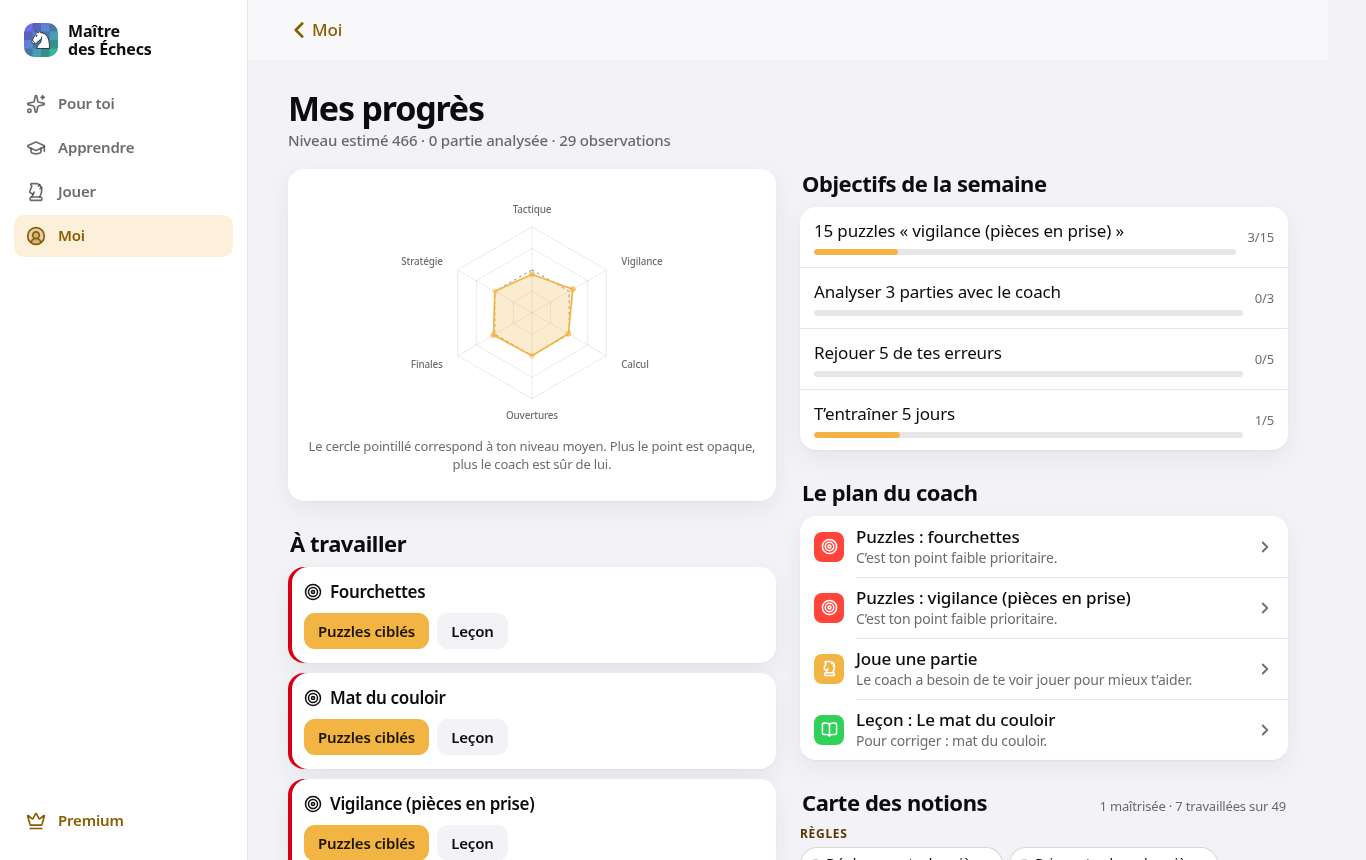 Maître
des Échecs
Pour toi
Apprendre
Jouer
Moi
Premium
Moi
Mes progrès
Niveau estimé 466 · 0 partie analysée · 29 observations
Tactique
Stratégie
Vigilance
Finales
Calcul
Ouvertures
Le cercle pointillé correspond à ton niveau moyen. Plus le point est opaque,
plus le coach est sûr de lui.
À travailler
Fourchettes
Puzzles ciblés
Leçon
Mat du couloir
Puzzles ciblés
Leçon
Vigilance (pièces en prise)
Puzzles ciblés
Leçon
Objectifs de la semaine
15 puzzles « vigilance (pièces en prise) »
3/15
Analyser 3 parties avec le coach
0/3
Rejouer 5 de tes erreurs
0/5
T’entraîner 5 jours
1/5
Le plan du coach
Puzzles : fourchettes
C’est ton point faible prioritaire.
Puzzles : vigilance (pièces en prise)
C’est ton point faible prioritaire.
Joue une partie
Le coach a besoin de te voir jouer pour mieux t’aider.
Leçon : Le mat du couloir
Pour corriger : mat du couloir.
Carte des notions
1 maîtrisée · 7 travaillées sur 49
RÈGLES